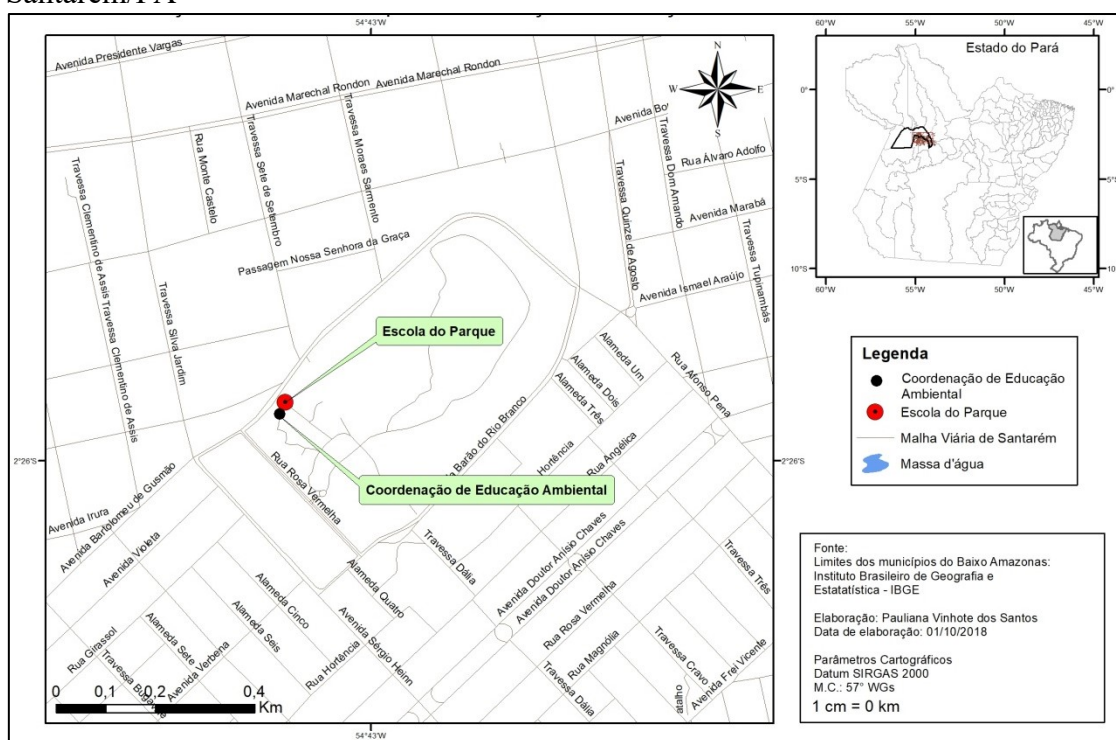 Santarém/PA
54°43'W
Avenida Presidente Vargas
Avenida Marechal Rondon
Avenida Marechal Rondon
Rua Monte Castelo
Travessa Sete de Setembro
Travessa Moraes Sarmento
Travessa Clementino de Assis
Travessa Clementino de Assis
Travessa Silva Jardim
Passagem Nossa Senhora da Graça
N
W
E
S
Avenida Bo
Travessa Dom Amando
Rua Álvaro Adolfo
Travessa Quinze de Agosto
Avenida Marabá
Travessa Tupinambás
Avenida Ismael Araújo
Escola do Parque
Alameda Um
Alameda Dois
Alameda Três
Rua Afonso Pena
Barão do Rio Branco
Hortência
Rua Angélica
2°26'S
2°26'S
Coordenação de Educação Ambiental
Rua Rosa Vermelha
Avenida Irura
Avenida Bartolomeu de Gusmão
Avenida Violeta
Travessa Dália
Avenida Doutor Anísio Chaves
Avenida Doutor Anísio Chaves
Travessa Três
Alameda Quatro
Alameda Cinco
Alameda Seis
Alameda Sete
Avenida Sérgio Henn
Rua Rosa Vermelha
Rua Girassol
Avenida Verbena
Rua Hortência
Rua Magnólia
Travessa Cravo
Avenida Frei Vicente
Travessa Dália
atalho
0 0,1 0,2 0,4
Km
54°43'W
60°W 55°W 50°W 45°W
Estado do Pará
0° 0°
5°S 5°S
10°S 10°
60°W 55°W 50°W 45°W
Legenda
Coordenação de Educação
Ambiental
Escola do Parque
Malha Viária de Santarém
Massa d'água
Fonte:
Limites dos municípios do Baixo Amazonas:
Instituto Brasileiro de Geografia e
Estatatística - IBGE
Elaboração: Pauliana Vinhote dos Santos
Data de elaboração: 01/10/2018
Parâmetros Cartográficos
Datum SIRGAS 2000
M.C.: 57° WGs
1 cm = 0 km